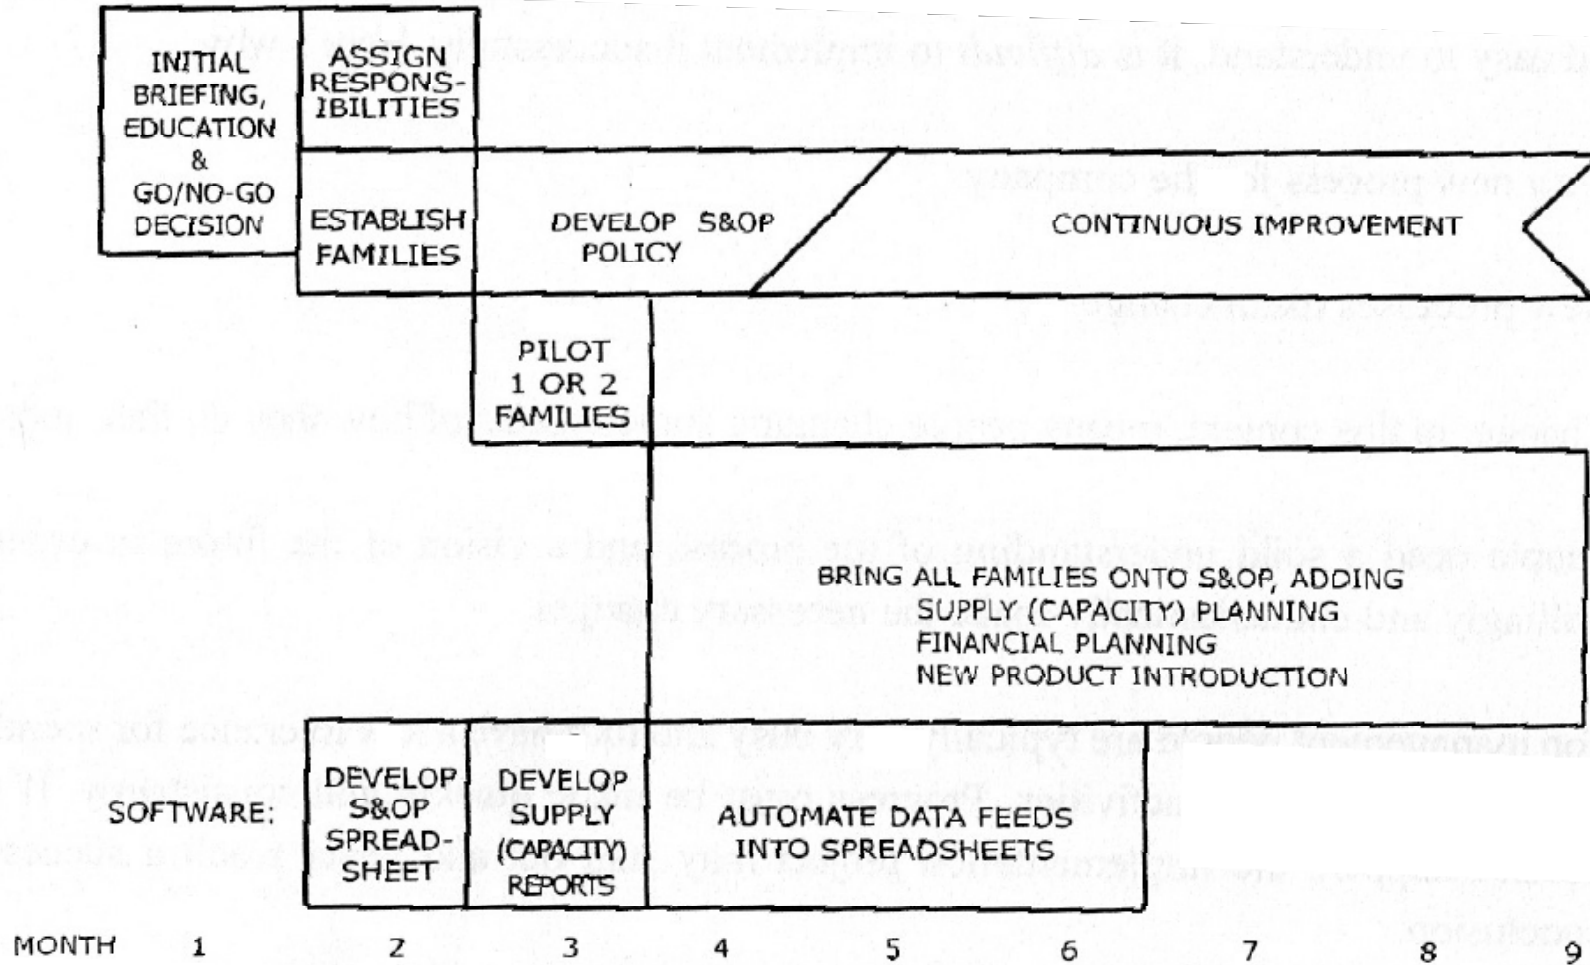 INITIAL
BRIEFING,
EDUCATION
&
GO/NO-GO
DECISION
ASSIGN
RESPONS-
IBILITIES
ESTABLISH
FAMILIES
DEVELOP S&OP
POLICY
CONTINUOUS IMPROVEMENT
PILOT
1 OR 2
FAMILIES
BRING ALL FAMILIES ONTO S&OP, ADDING
SUPPLY (CAPACITY) PLANNING
FINANCIAL PLANNING
NEW PRODUCT INTRODUCTION
SOFTWARE:
DEVELOP
S&OP
SPREAD-
SHEET
DEVELOP
SUPPLY
(CAPACITY)
REPORTS
AUTOMATE DATA FEEDS
INTO SPREADSHEETS
MONTH 1 2 3 4 5 6 7 8 9